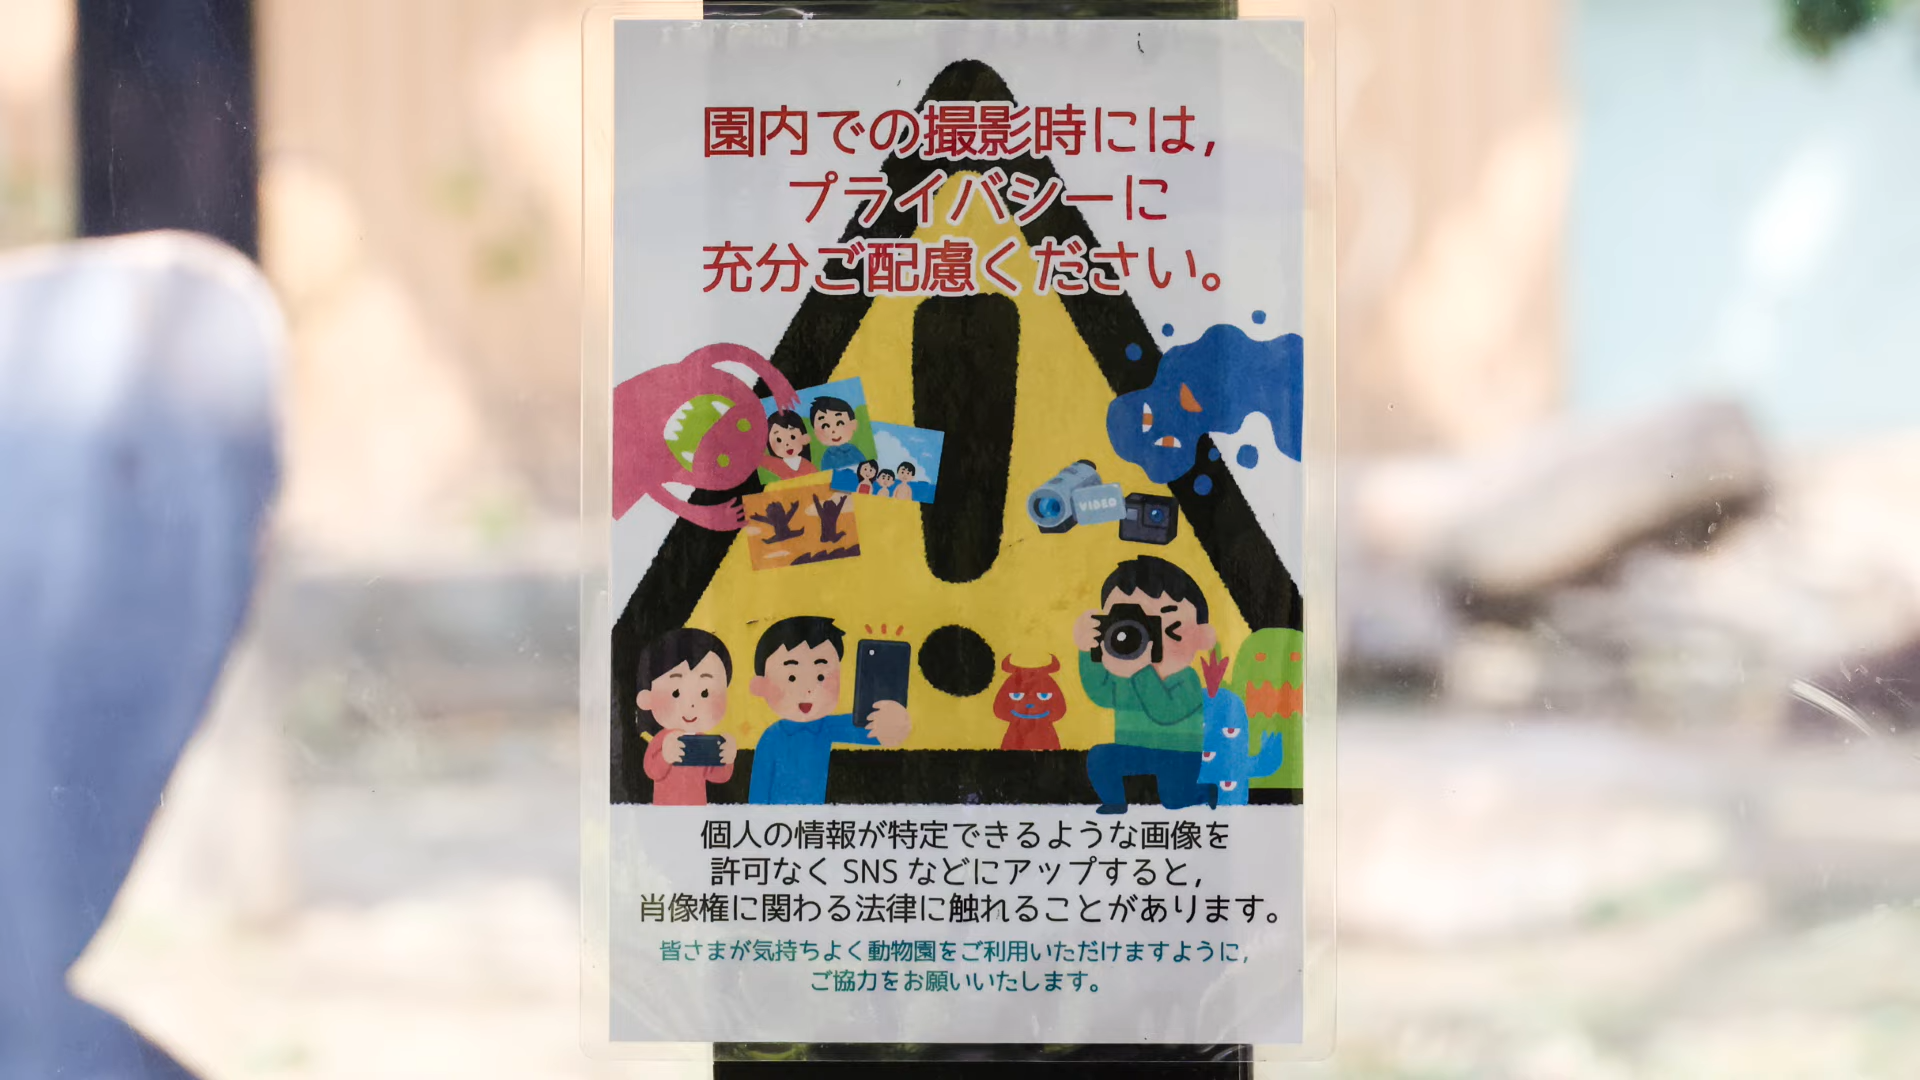 園内での撮影時には,
プライバシーに
充分ご配慮ください。
VIDEO
個人の情報が特定できるような画像を
許可なく SNS などにアップすると,
肖像権に関わる法律に触れることがあります。
皆さまが気持ちよく動物園をご利用いただけますように,
ご協力をお願いいたします。